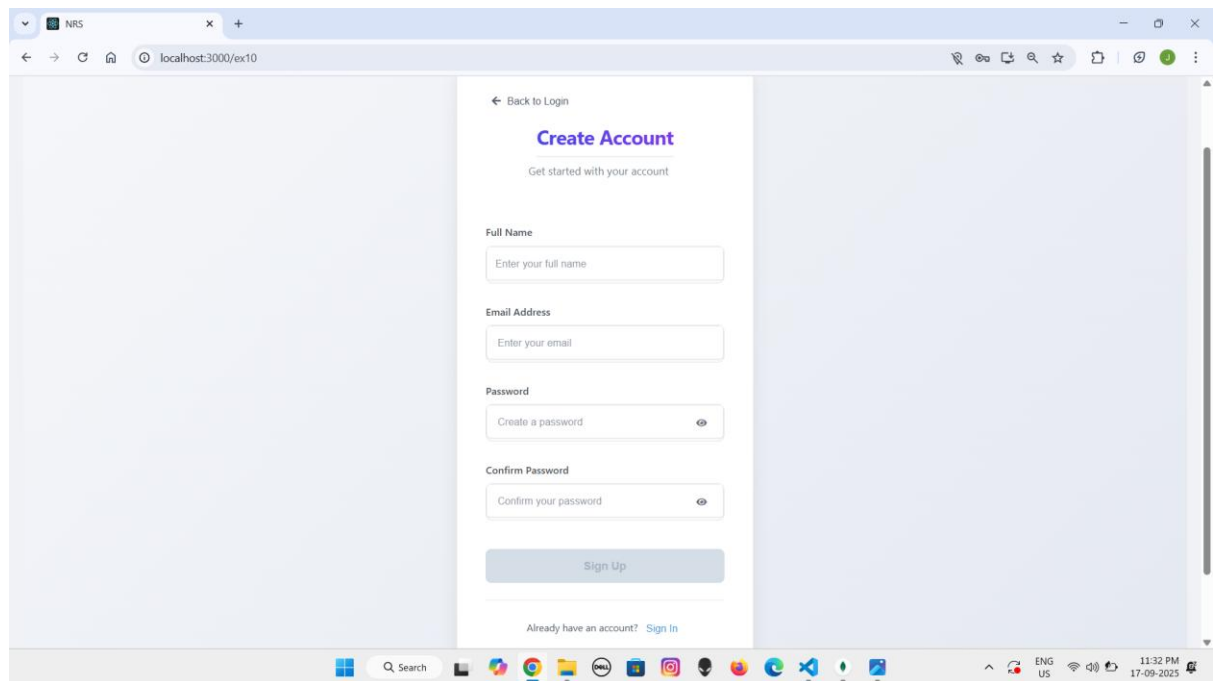 NRS
localhost:3000/ex10
J
Back to Login
Create Account
Get started with your account
Full Name
Enter your full name
Email Address
Enter your email
Password
Create a password
Confirm Password
Confirm your password
Sign Up
Already have an account? Sign In
Search
DELL
ENG
US
11:32 PM
17-09-2025